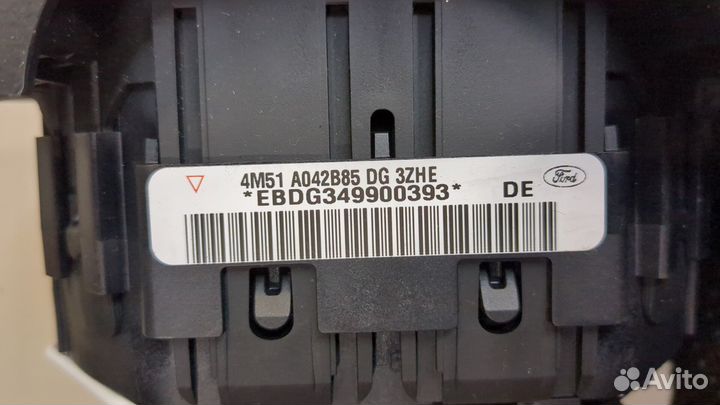 4M51 A042B85 DG 3ZHE
*EBDG349900393* DE
Ford
Avito